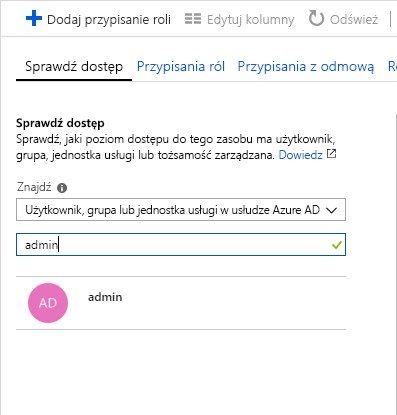 Dodaj przypisanie roli Edytuj kolumny Odśwież
Sprawdź dostęp Przypisania ról Przypisania z odmową
Sprawdź dostęp
Sprawdź, jaki poziom dostępu do tego zasobu ma użytkownik,
grupa, jednostka usługi lub tożsamość zarządzana. Dowiedz
Znajdź
Użytkownik, grupa lub jednostka usługi w usłudze Azure AD
admin
AD admin